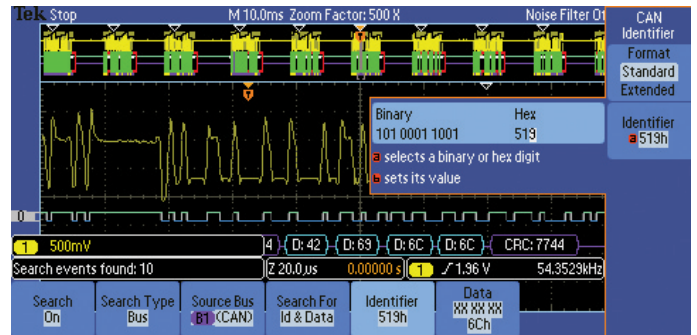 Tek Stop M 10.0ms Zoom Factor: 500 X Noise Filter Of
CAN
Identifier
Format
Standard
Extended
Identifier
a 519h
T
T
Binary Hex
101 0001 1001 519
a selects a binary or hex digit
b sets its value
0
1 500mV
4 D: 42 D: 69 D: 6C D: 6C CRC: 7744
Search events found: 10
Z 20.0µs 0.00000 s 1 1.96 V 54.3529kHz
Search
On
Search Type
Bus
Source Bus
B1 (CAN)
Search For
Id & Data
Identifier
519h
Data
XX XX XX
6Ch